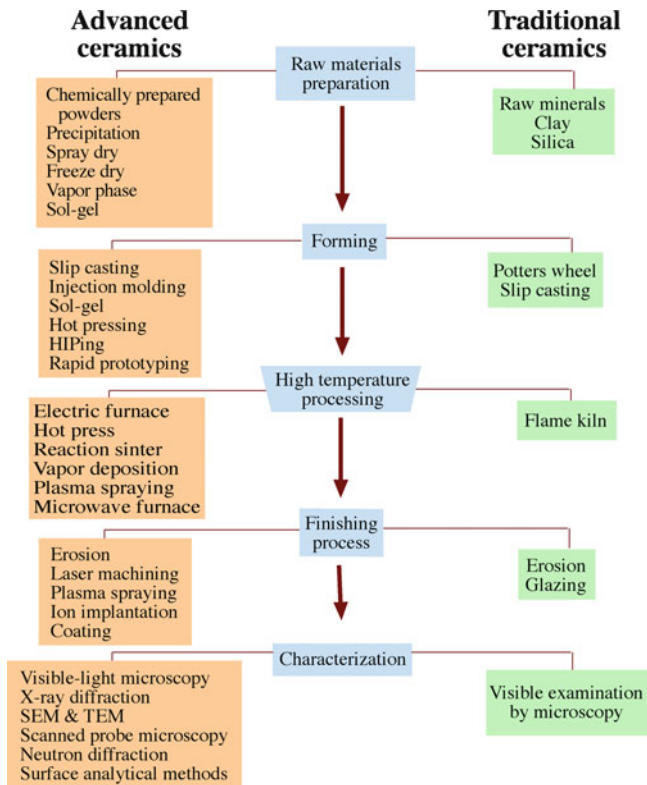 Advanced
ceramics
Traditional
ceramics
Raw materials
preparation
Chemically prepared
powders
Precipitation
Spray dry
Freeze dry
Vapor phase
Sol-gel
Raw minerals
Clay
Silica
Forming
Slip casting
Injection molding
Sol-gel
Hot pressing
HIPing
Rapid prototyping
Potters wheel
Slip casting
High temperature
processing
Electric furnace
Hot press
Reaction sinter
Vapor deposition
Plasma spraying
Microwave furnace
Flame kiln
Finishing
process
Erosion
Laser machining
Plasma spraying
Ion implantation
Coating
Erosion
Glazing
Characterization
Visible-light microscopy
X-ray diffraction
SEM & TEM
Scanned probe microscopy
Neutron diffraction
Surface analytical methods
Visible examination
by microscopy